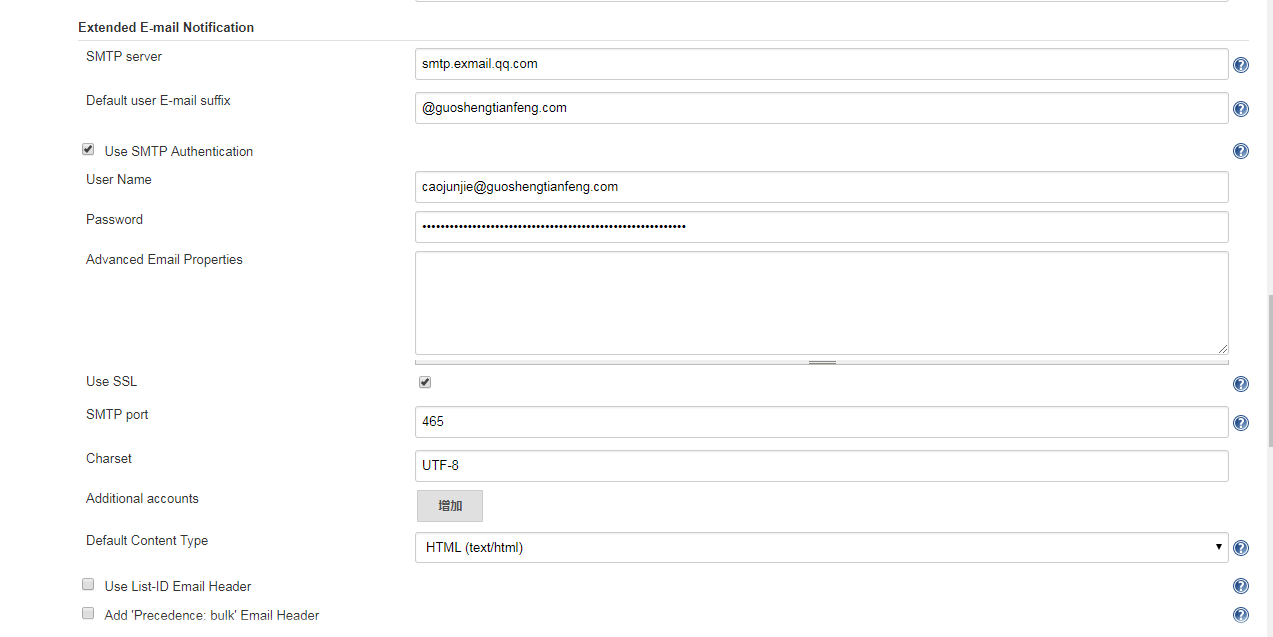 Extended E-mail Notification
SMTP server
smtp.exmail.qq.com
Default user E-mail suffix
@guoshengtianfeng.com
Use SMTP Authentication
User Name
caojunjie@guoshengtianfeng.com
Password
Advanced Email Properties
Use SSL
SMTP port
465
Charset
UTF-8
Additional accounts
增加
Default Content Type
HTML (text/html)
Use List-ID Email Header
Add 'Precedence: bulk' Email Header